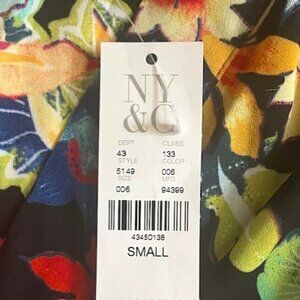 NY
&C
DEPT CLASS
43 133
STYLE COLOR
5149 006
SIZE MFG
006 94399
43450136
SMALL